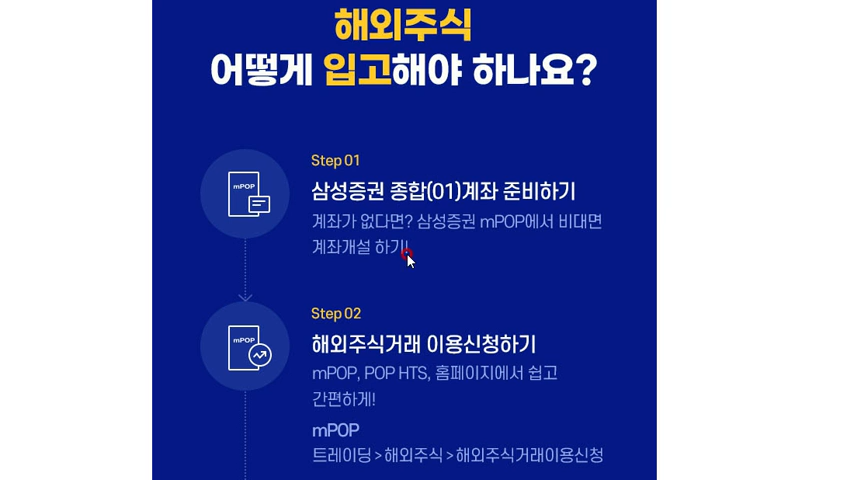 해외주식
어떻게 입고해야 하나요?
Step 01
mPOP
삼성증권 종합(01)계좌 준비하기
계좌가 없다면? 삼성증권 mPOP에서 비대면
계좌개설 하기!
Step 02
mPOP
해외주식거래 이용신청하기
mPOP, POP HTS, 홈페이지에서 쉽고
간편하게!
mPOP
트레이딩 > 해외주식 > 해외주식거래이용신청